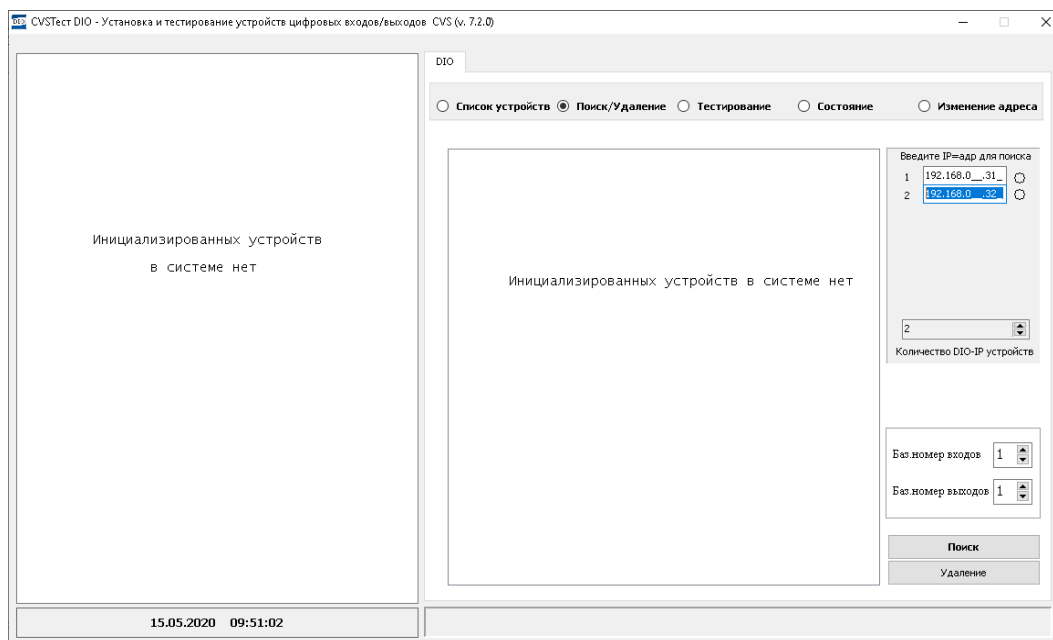 DIO CVSТест DIO - Установка и тестирование устройств цифровых входов/выходов CVS (v. 7.2.0)
DIO
Список устройств Поиск/Удаление Тестирование Состояние Изменение адреса
Инициализированных устройств
в системе нет
Инициализированных устройств в системе нет
Введите IP=адр для поиска
1 192.168.0__.31_
2 192.168.0__.32_
2
Количество DIO-IP устройств
Баз.номер входов 1
Баз.номер выходов 1
Поиск
Удаление
15.05.2020 09:51:02